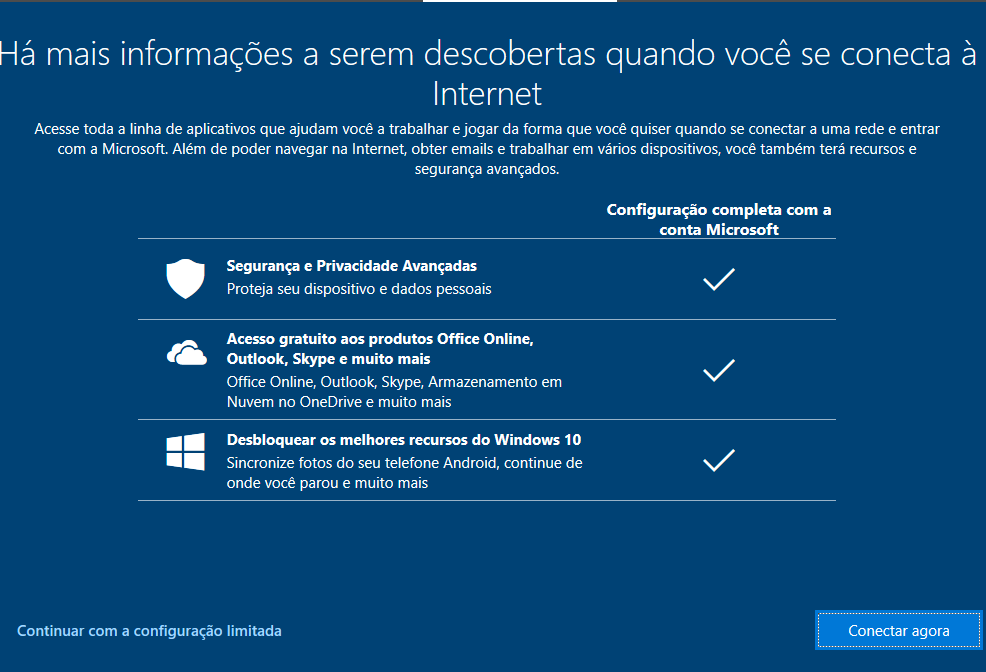 Há mais informações a serem descobertas quando você se conecta à
Internet
Acesse toda a linha de aplicativos que ajudam você a trabalhar e jogar da forma que você quiser quando se conectar a uma rede e entrar
com a Microsoft. Além de poder navegar na Internet, obter emails e trabalhar em vários dispositivos, você também terá recursos e
segurança avançados.
Configuração completa com a
conta Microsoft
Segurança e Privacidade Avançadas
Proteja seu dispositivo e dados pessoais
Acesso gratuito aos produtos Office Online,
Outlook, Skype e muito mais
Office Online, Outlook, Skype, Armazenamento em
Nuvem no OneDrive e muito mais
Desbloquear os melhores recursos do Windows 10
Sincronize fotos do seu telefone Android, continue de
onde você parou e muito mais
Continuar com a configuração limitada
Conectar agora